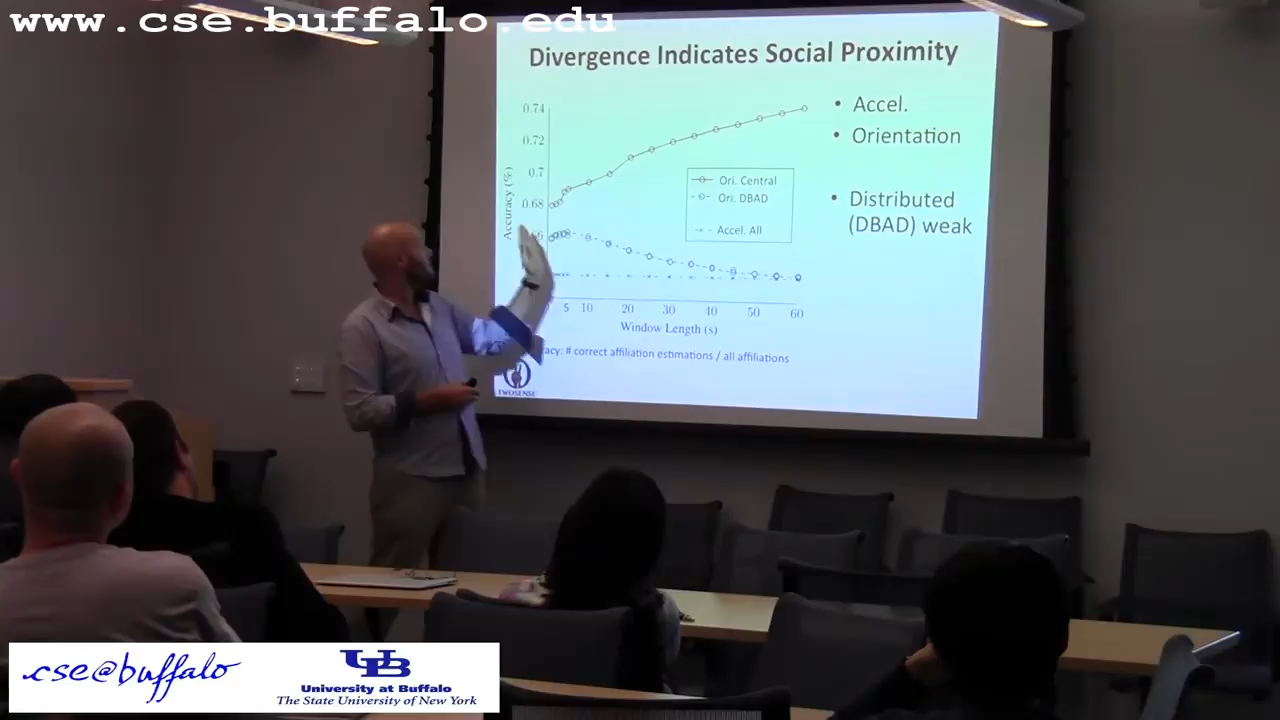 www.cse.buffalo.edu
Divergence Indicates Social Proximity
• Accel.
• Orientation
• Distributed
(DBAD) weak
0.74
0.72
0.7
0.68
Accuracy (%)
Ori. Central
Ori. DBAD
Accel. All
5 10 20 30 40 50 60
Window Length (s)
# correct affiliation estimations / all affiliations
TWOSENSE
cse@buffalo
UB
University at Buffalo
The State University of New York